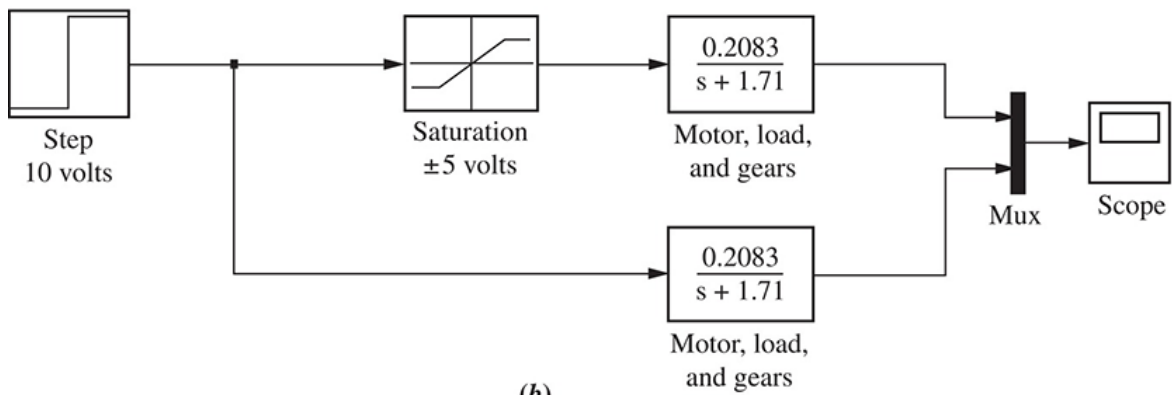 Step
10 volts
Saturation
±5 volts
0.2083
s + 1.71
Motor, load,
and gears
Mux
Scope
0.2083
s + 1.71
Motor, load,
and gears
(b)